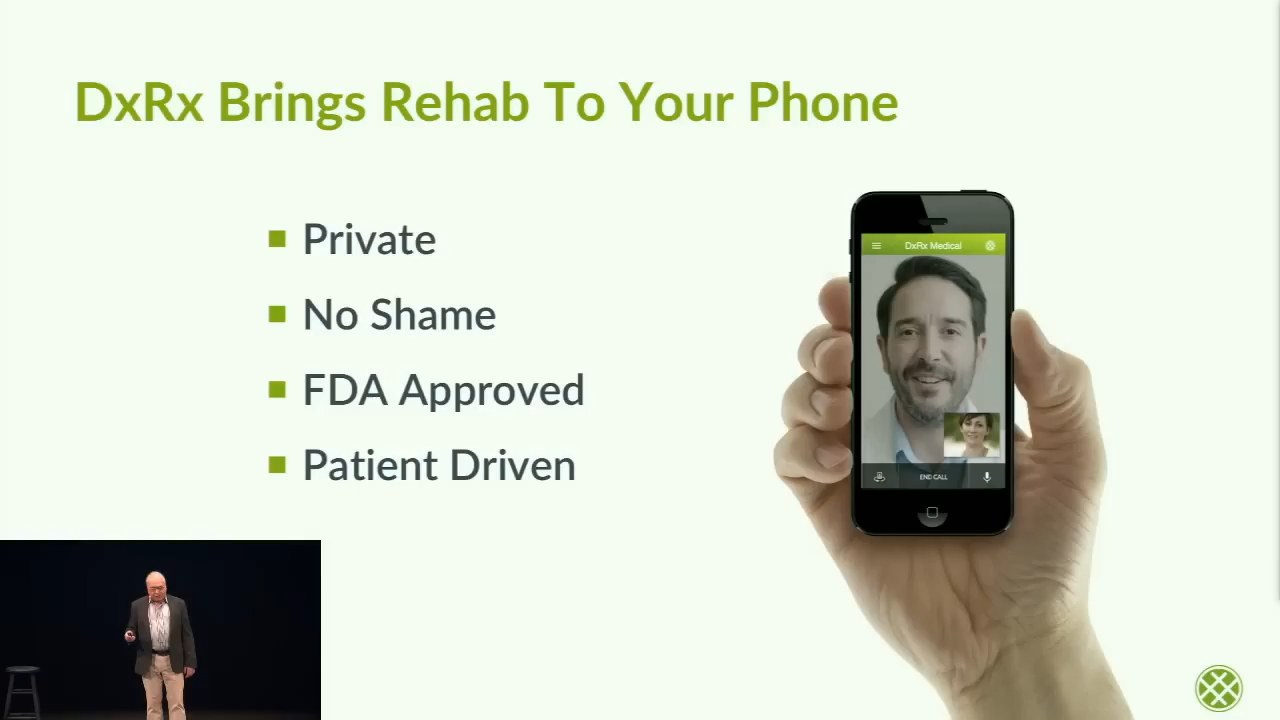 DxRx Brings Rehab To Your Phone
Private
No Shame
FDA Approved
Patient Driven
DxRx Medical
END CALL